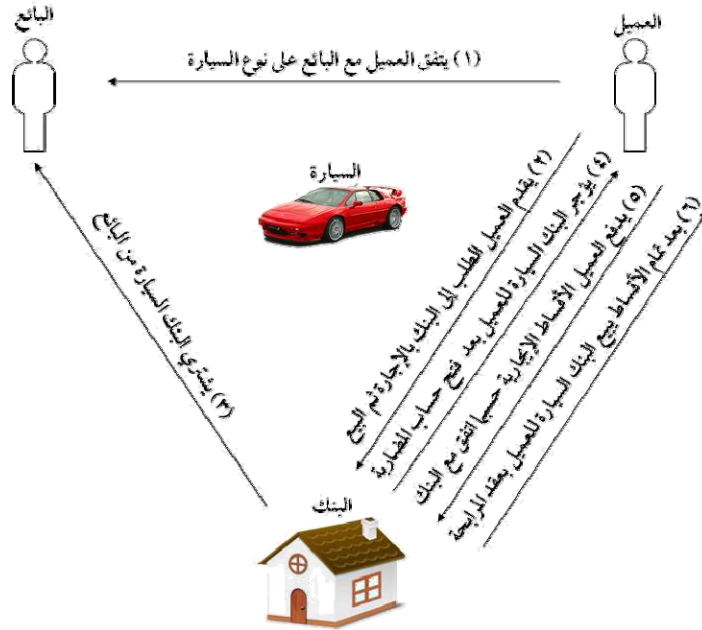 البائع
العميل
(١) يتفق العميل مع البائع على نوع السيارة
السيارة
(٢) يقدم العميل الطلب إلى البنك بالإجارة ثم البيع
(٤) يؤجر البنك السيارة للعميل بعد فتح حساب المضاربة
(٥) يدفع العميل الأقساط الإيجارية حسبما اتفق مع البنك
(٦) بعد تمام الأقساط يبيع البنك السيارة للعميل بعقد المرابحة
(٣) يشتري البنك السيارة من البائع
البنك